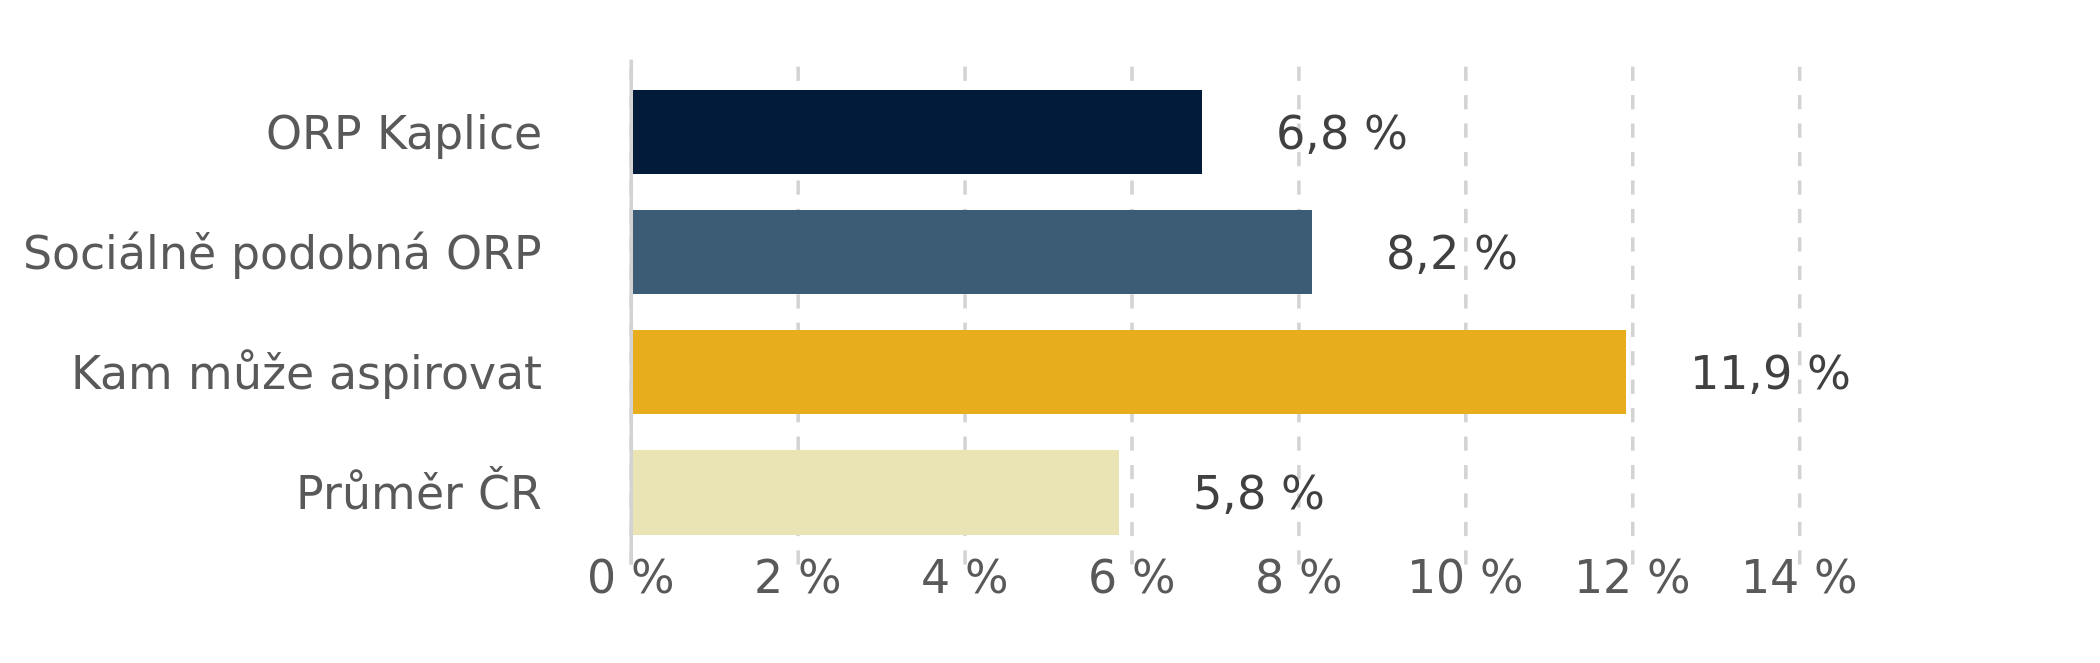 ORP Kaplice 6,8 %
Sociálně podobná ORP 8,2 %
Kam může aspirovat 11,9 %
Průměr ČR 5,8 %
0 % 2 % 4 % 6 % 8 % 10 % 12 % 14 %